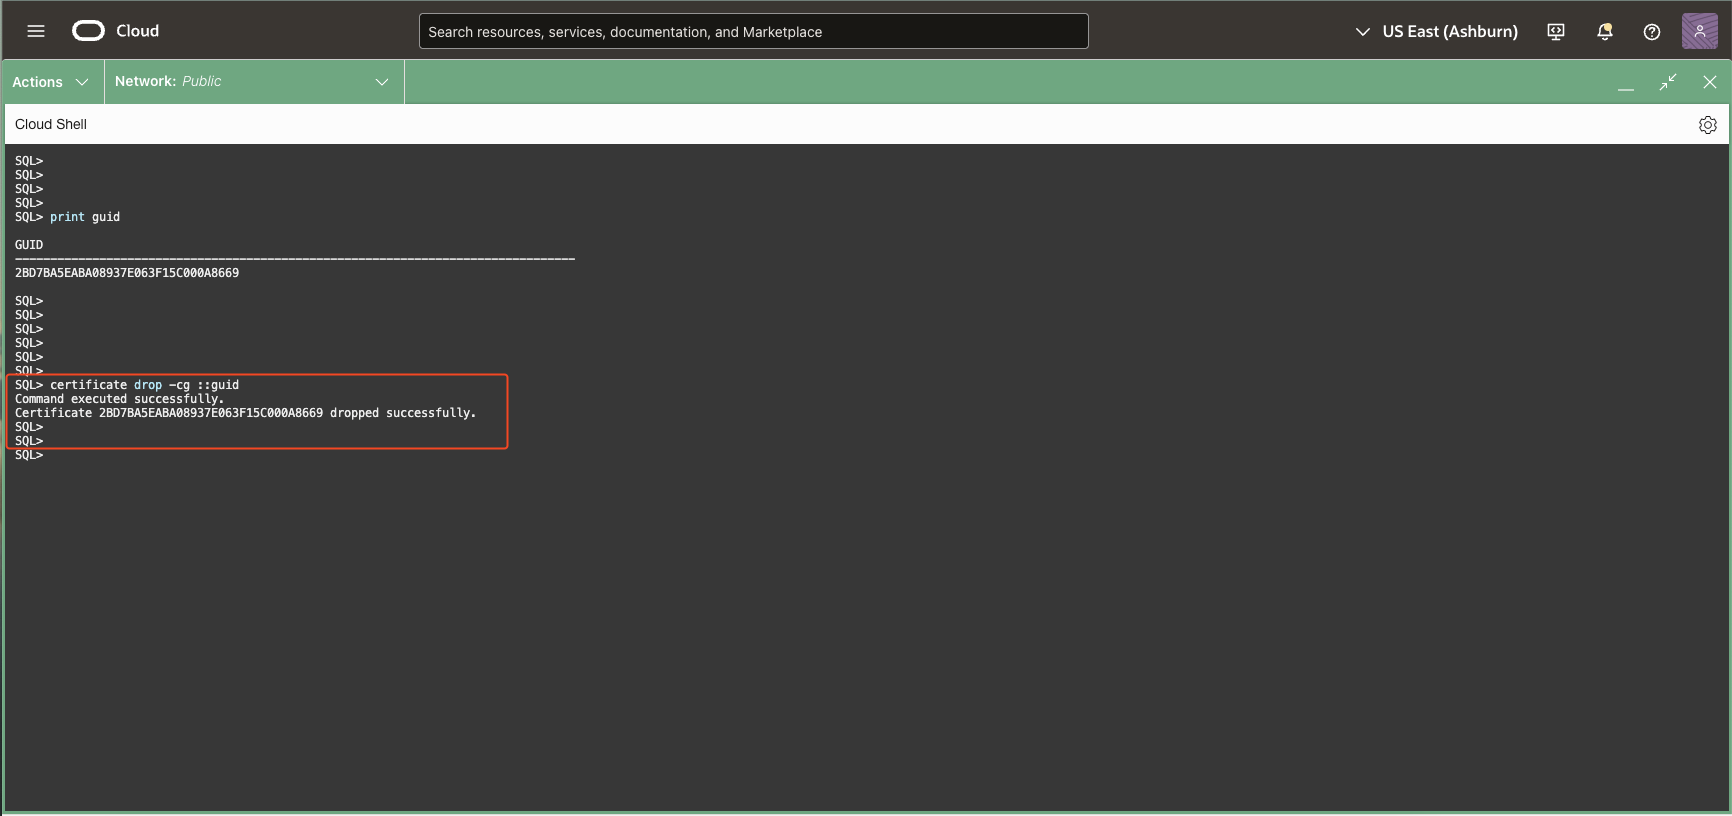 Cloud
Search resources, services, documentation, and Marketplace
US East (Ashburn)
Actions
Network: Public
Cloud Shell
SQL>
SQL>
SQL>
SQL>
SQL> print guid
GUID
--------------------------------------------------------------------------------
2BD7BA5EABA08937E063F15C000A8669
SQL>
SQL>
SQL>
SQL>
SQL>
SQL>
SQL> certificate drop -cg ::guid
Command executed successfully.
Certificate 2BD7BA5EABA08937E063F15C000A8669 dropped successfully.
SQL>
SQL>
SQL>